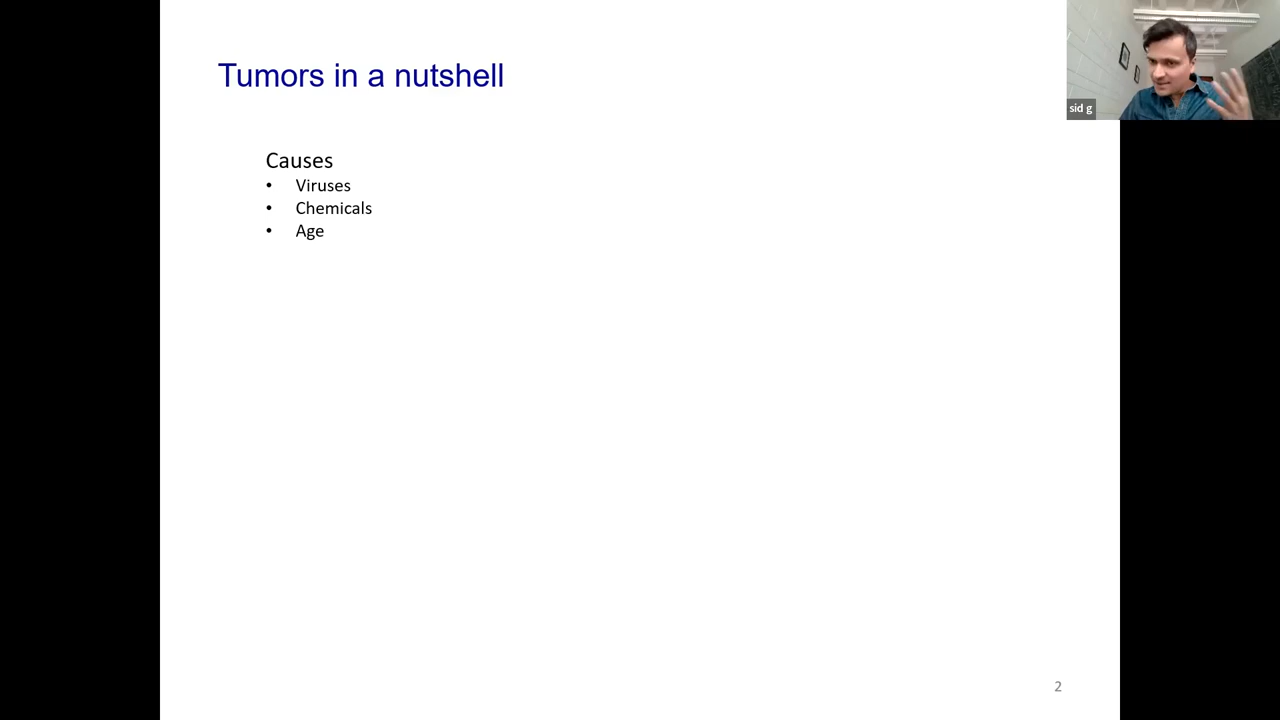 Tumors in a nutshell
sid g
Causes
• Viruses
• Chemicals
• Age
2